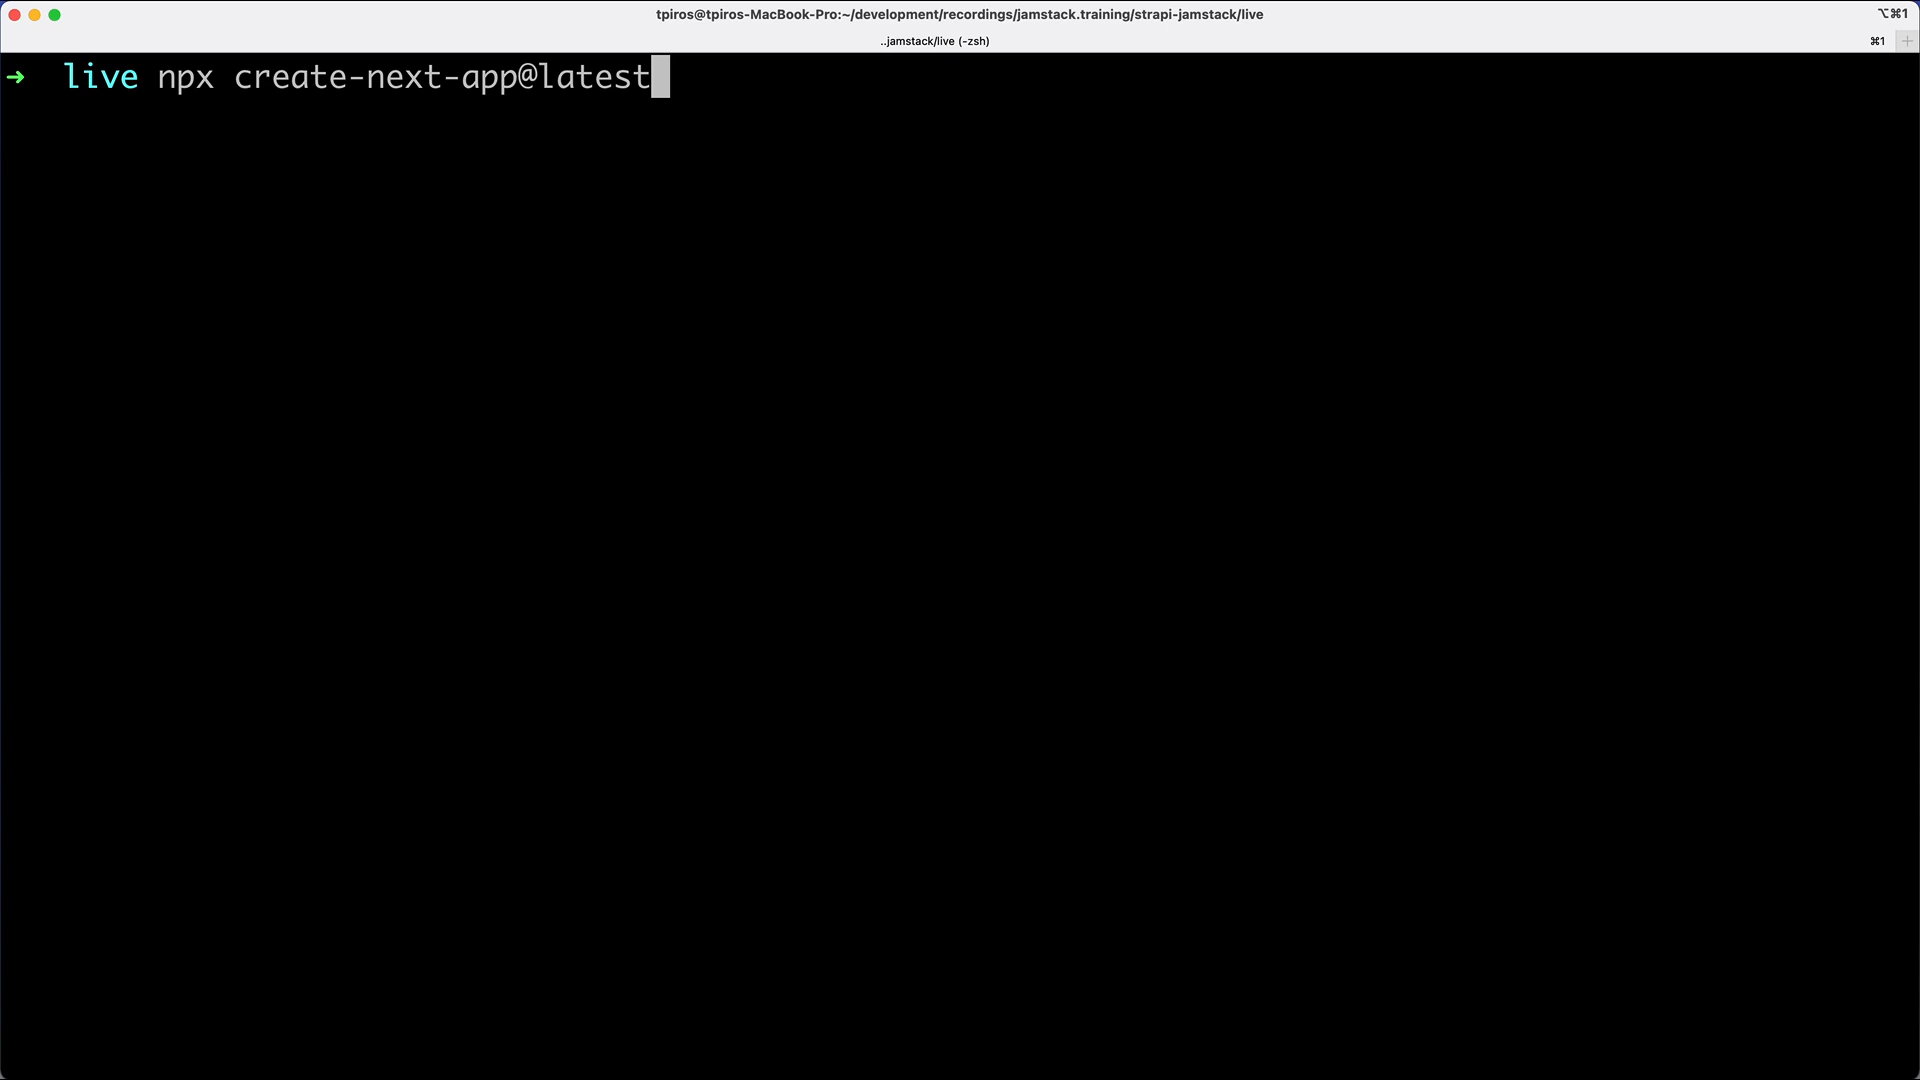 tpiros@tpiros-MacBook-Pro:~/development/recordings/jamstack.training/strapi-jamstack/live
⌥⌘1
..jamstack/live (-zsh)
⌘1
➜ live npx create-next-app@latest